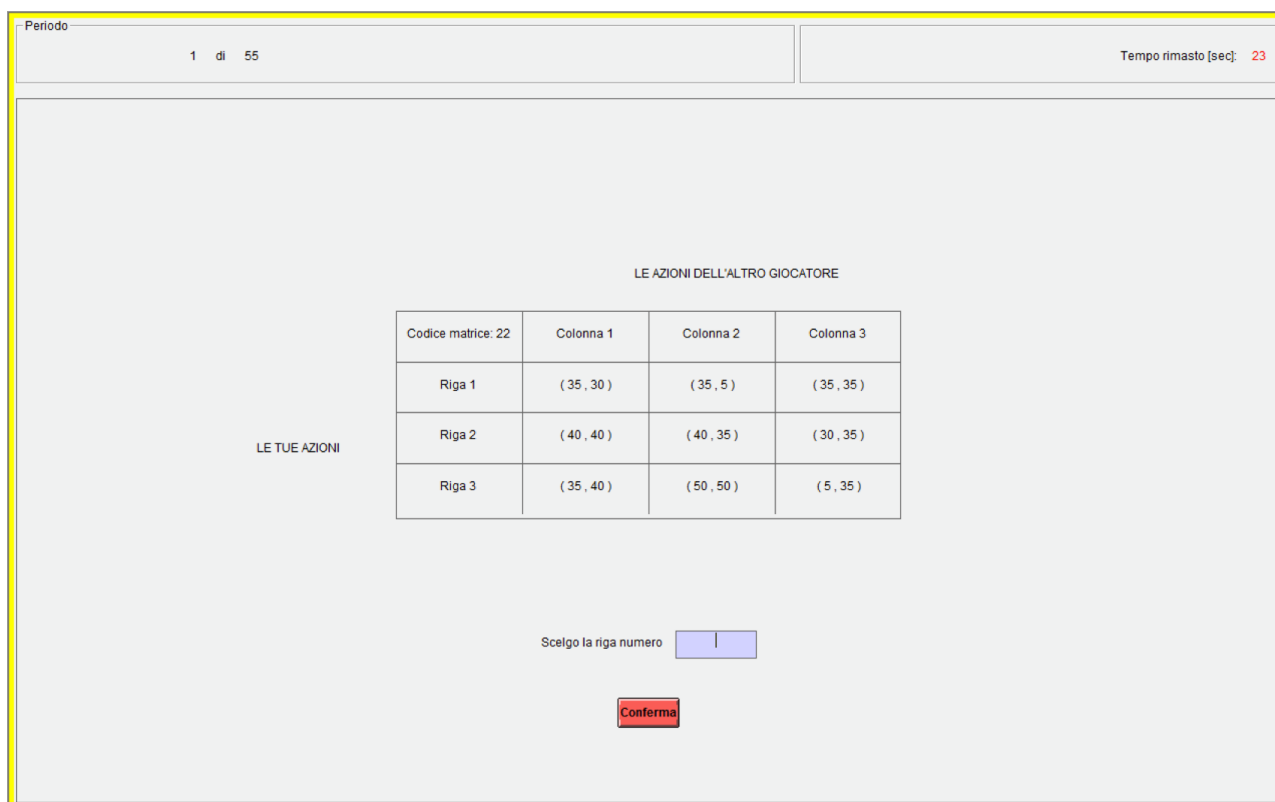 Periodo
1 di 55
Tempo rimasto [sec]: 23
LE AZIONI DELL'ALTRO GIOCATORE
Codice matrice: 22 Colonna 1 Colonna 2 Colonna 3
Riga 1 ( 35 , 30 ) ( 35 , 5 ) ( 35 , 35 )
Riga 2 ( 40 , 40 ) ( 40 , 35 ) ( 30 , 35 )
LE TUE AZIONI
Riga 3 ( 35 , 40 ) ( 50 , 50 ) ( 5 , 35 )
Scelgo la riga numero
Conferma